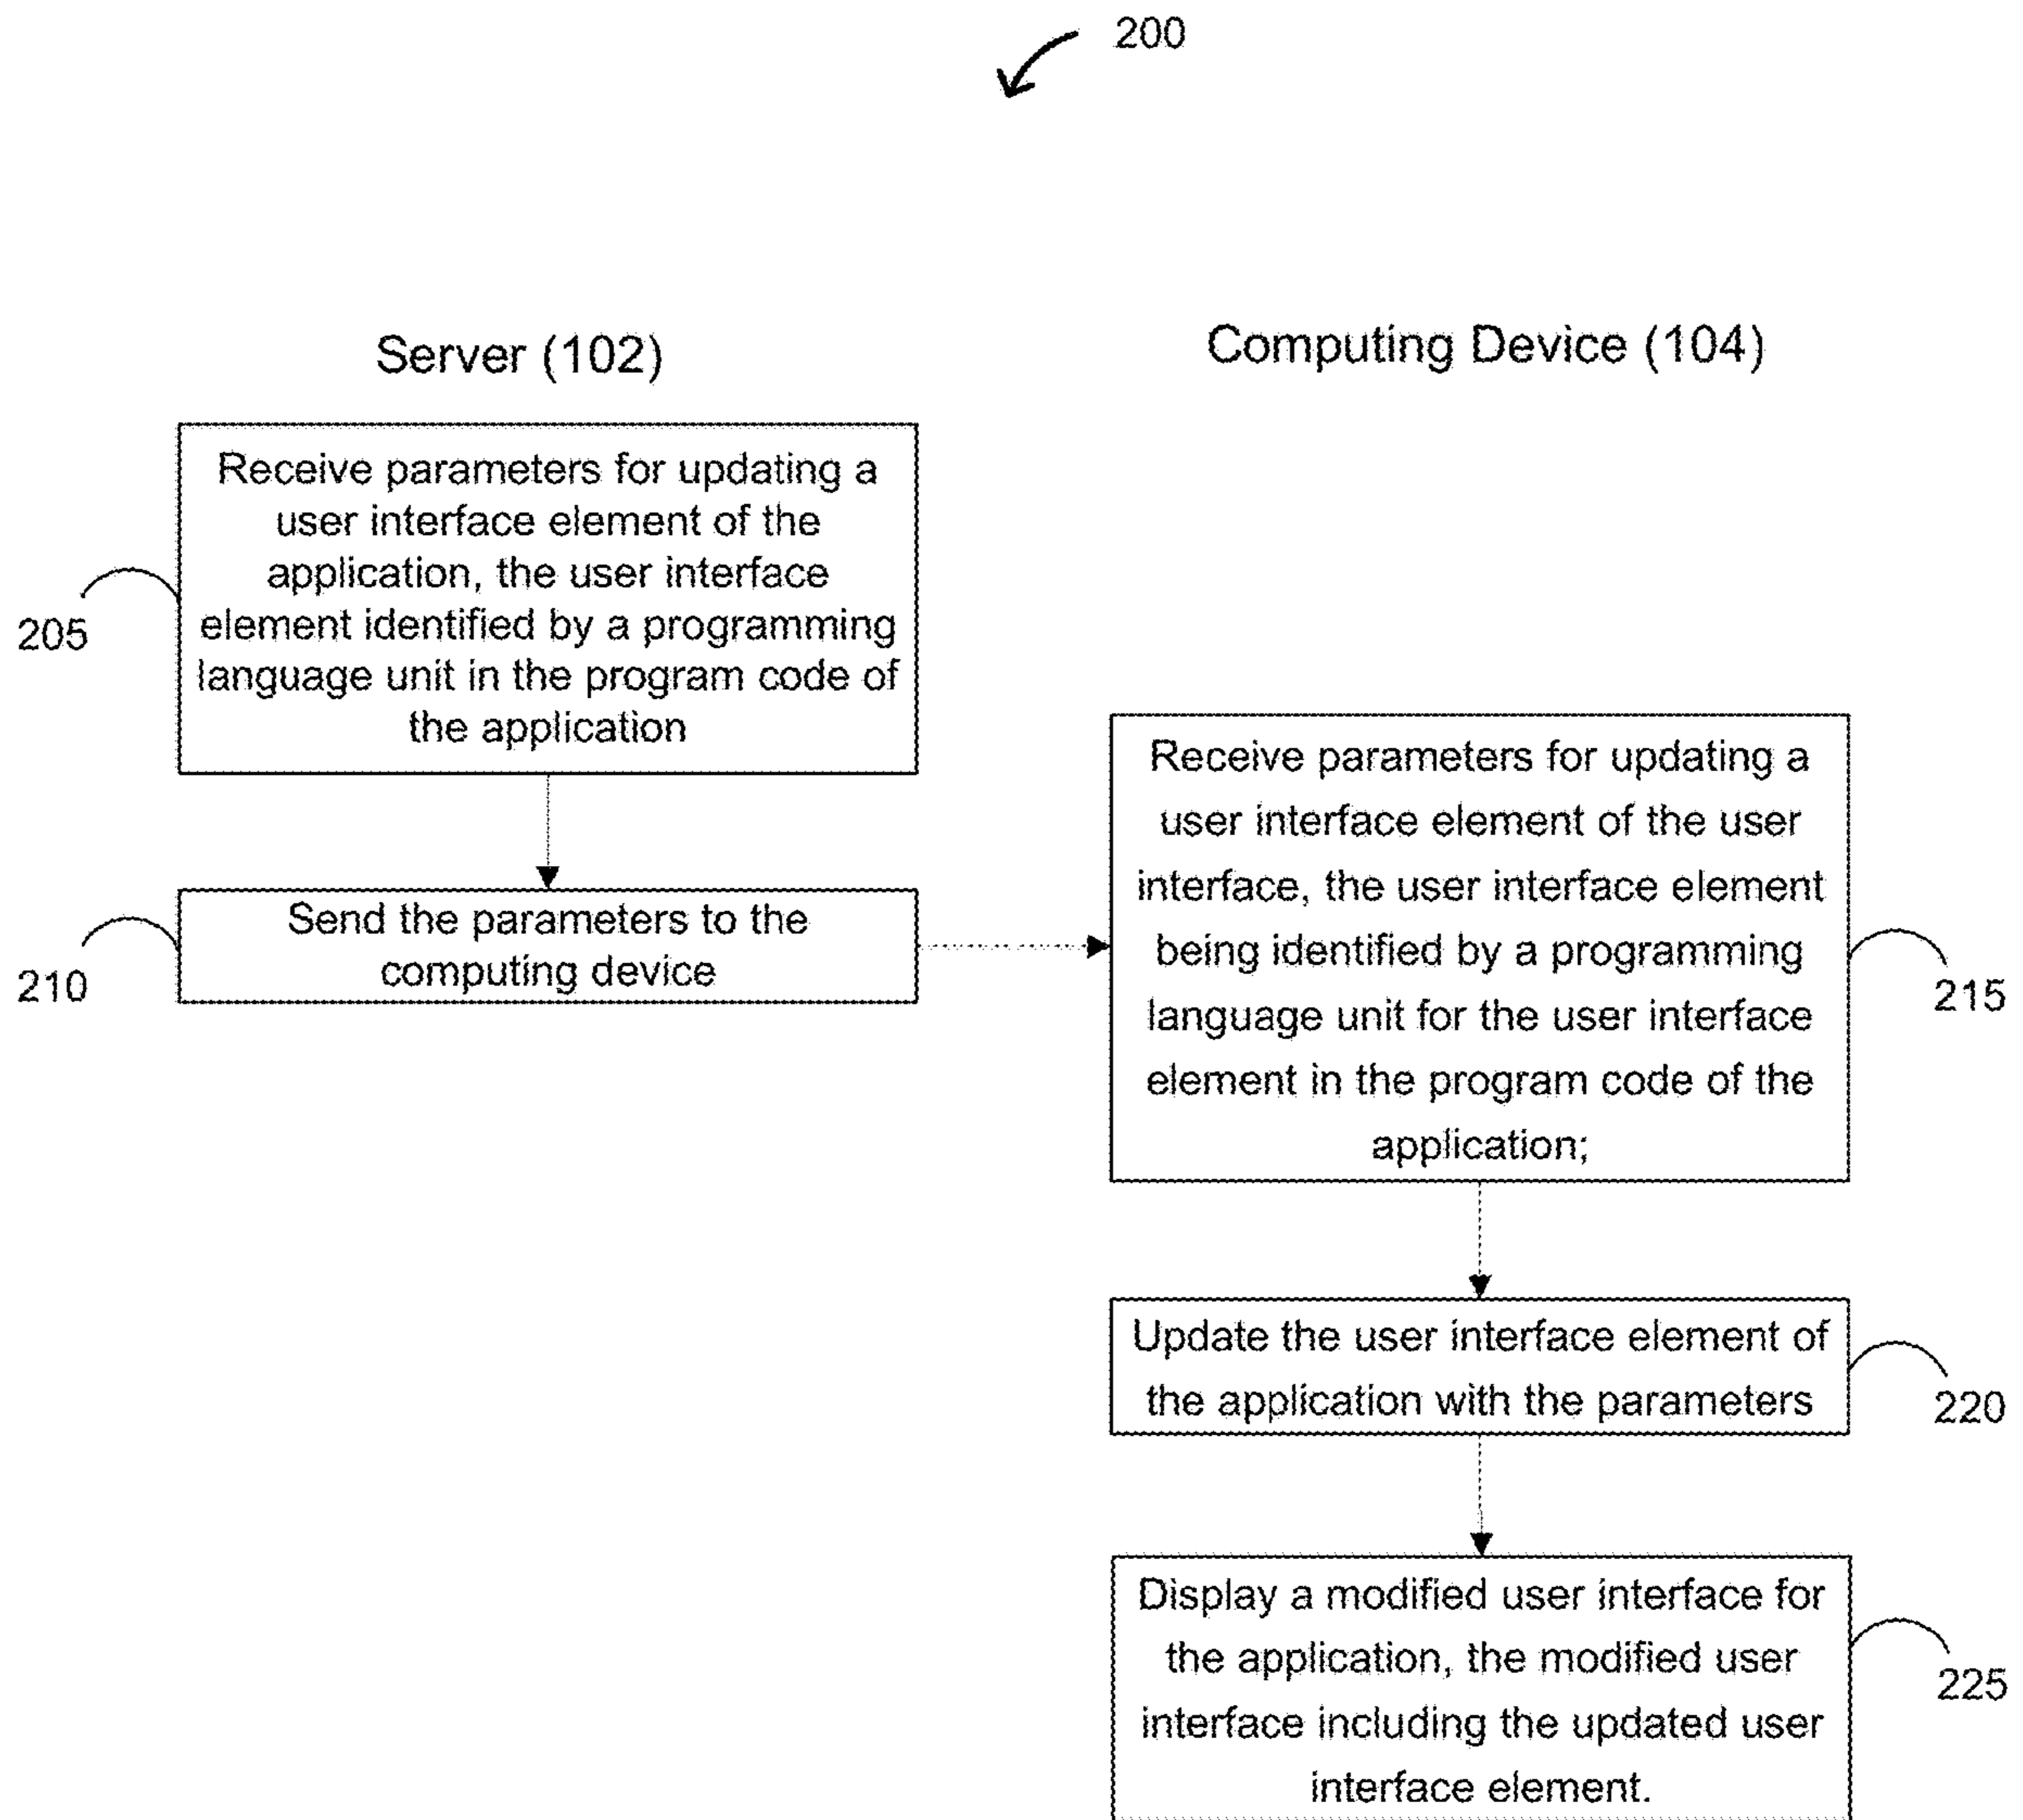 200
Server (102)
Computing Device (104)
Receive parameters for updating a
user interface element of the
application, the user interface
element identified by a programming
language unit in the program code of
the application
205
Send the parameters to the
computing device
210
Receive parameters for updating a
user interface element of the user
interface, the user interface element
being identified by a programming
language unit for the user interface
element in the program code of the
application;
215
Update the user interface element of
the application with the parameters
220
Display a modified user interface for
the application, the modified user
interface including the updated user
interface element.
225